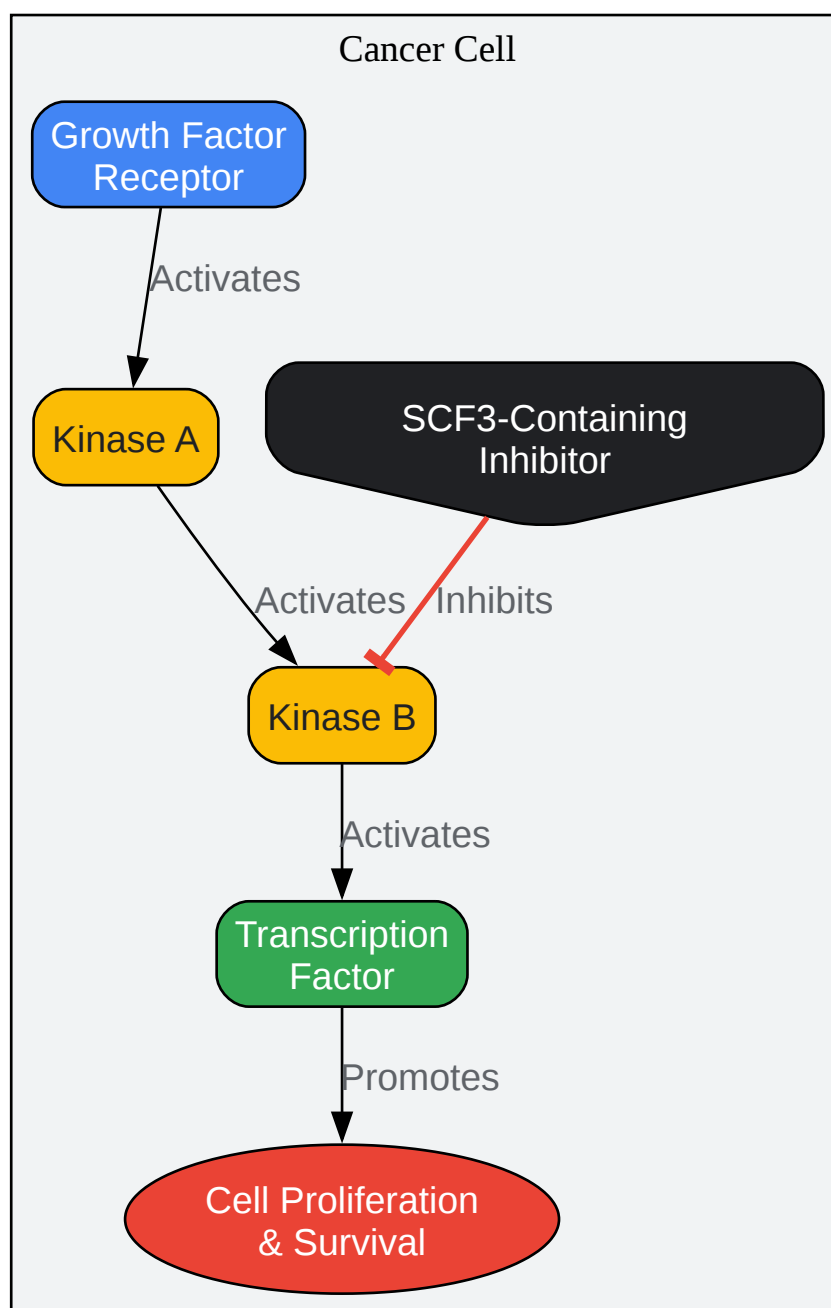 Cancer Cell
Growth Factor
Receptor
Activates
Kinase A
SCF3-Containing
Inhibitor
Activates
Inhibits
Kinase B
Activates
Transcription
Factor
Promotes
Cell Proliferation
& Survival